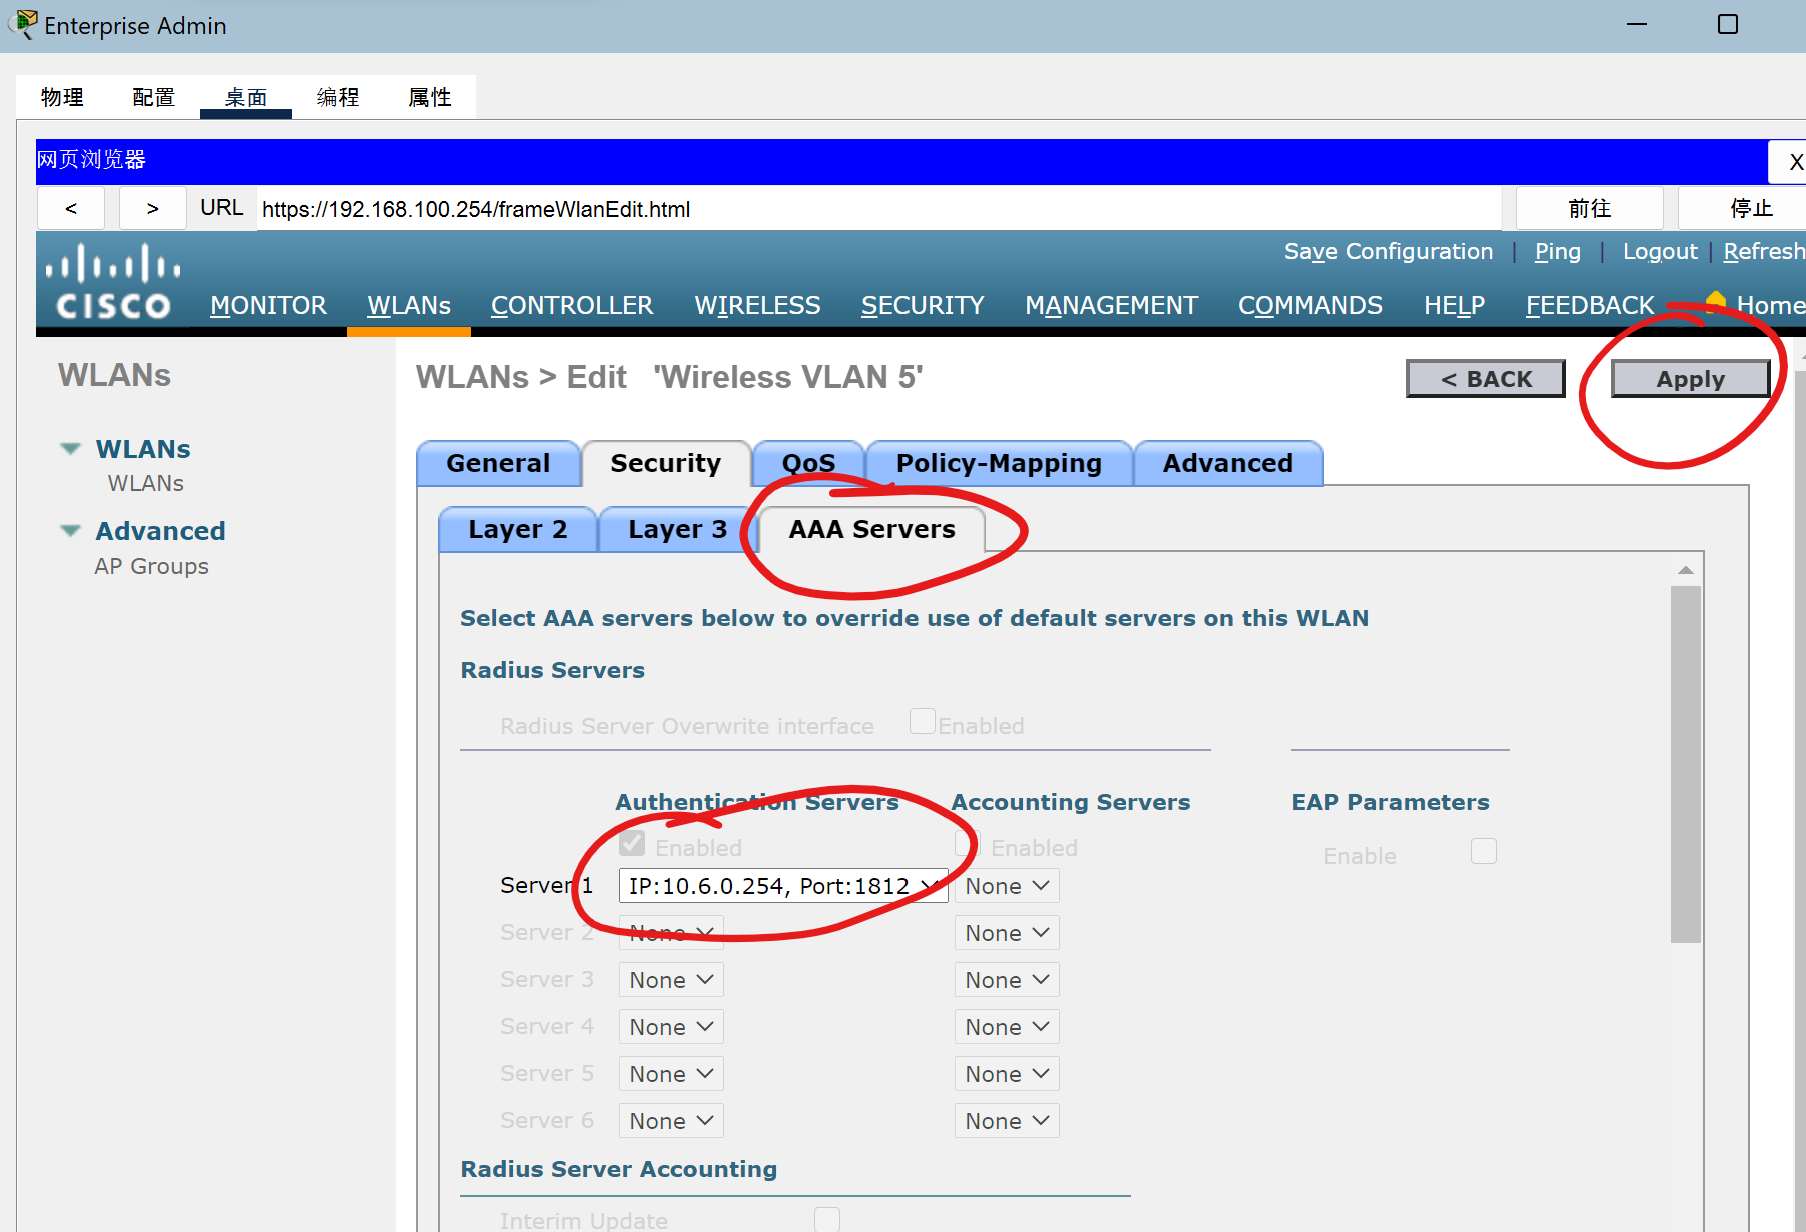 Enterprise Admin
物理 配置 桌面 编程 属性
网页浏览器 X
< > URL https://192.168.100.254/frameWlanEdit.html 前往 停止
Save Configuration | Ping | Logout | Refresh
CISCO MONITOR WLANs CONTROLLER WIRELESS SECURITY MANAGEMENT COMMANDS HELP FEEDBACK Home
WLANs
WLANs > Edit 'Wireless VLAN 5' < BACK Apply
WLANs
WLANs
Advanced
AP Groups
General Security QoS Policy-Mapping Advanced
Layer 2 Layer 3 AAA Servers
Select AAA servers below to override use of default servers on this WLAN
Radius Servers
Radius Server Overwrite interface Enabled
Authentication Servers Accounting Servers EAP Parameters
Enabled Enabled Enable
Server 1 IP:10.6.0.254, Port:1812 None
Server 2 None None
Server 3 None None
Server 4 None None
Server 5 None None
Server 6 None None
Radius Server Accounting
Interim Update